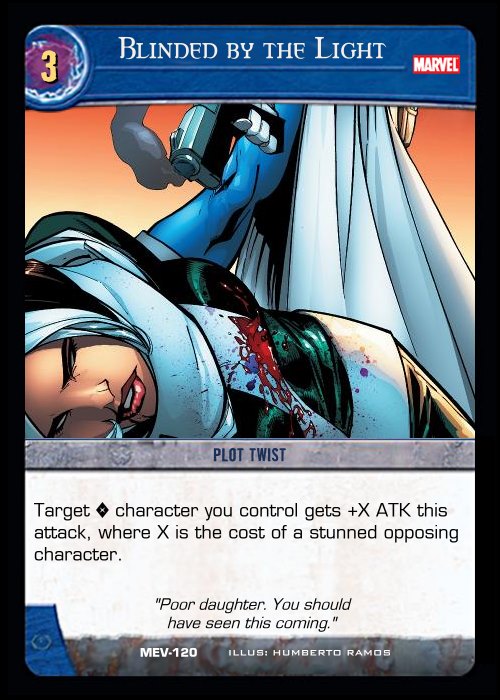 3
BLINDED BY THE LIGHT
MARVEL
PLOT TWIST
Target character you control gets +X ATK this
attack, where X is the cost of a stunned opposing
character.
"Poor daughter. You should
have seen this coming."
MEV-120 ILLUS: HUMBERTO RAMOS